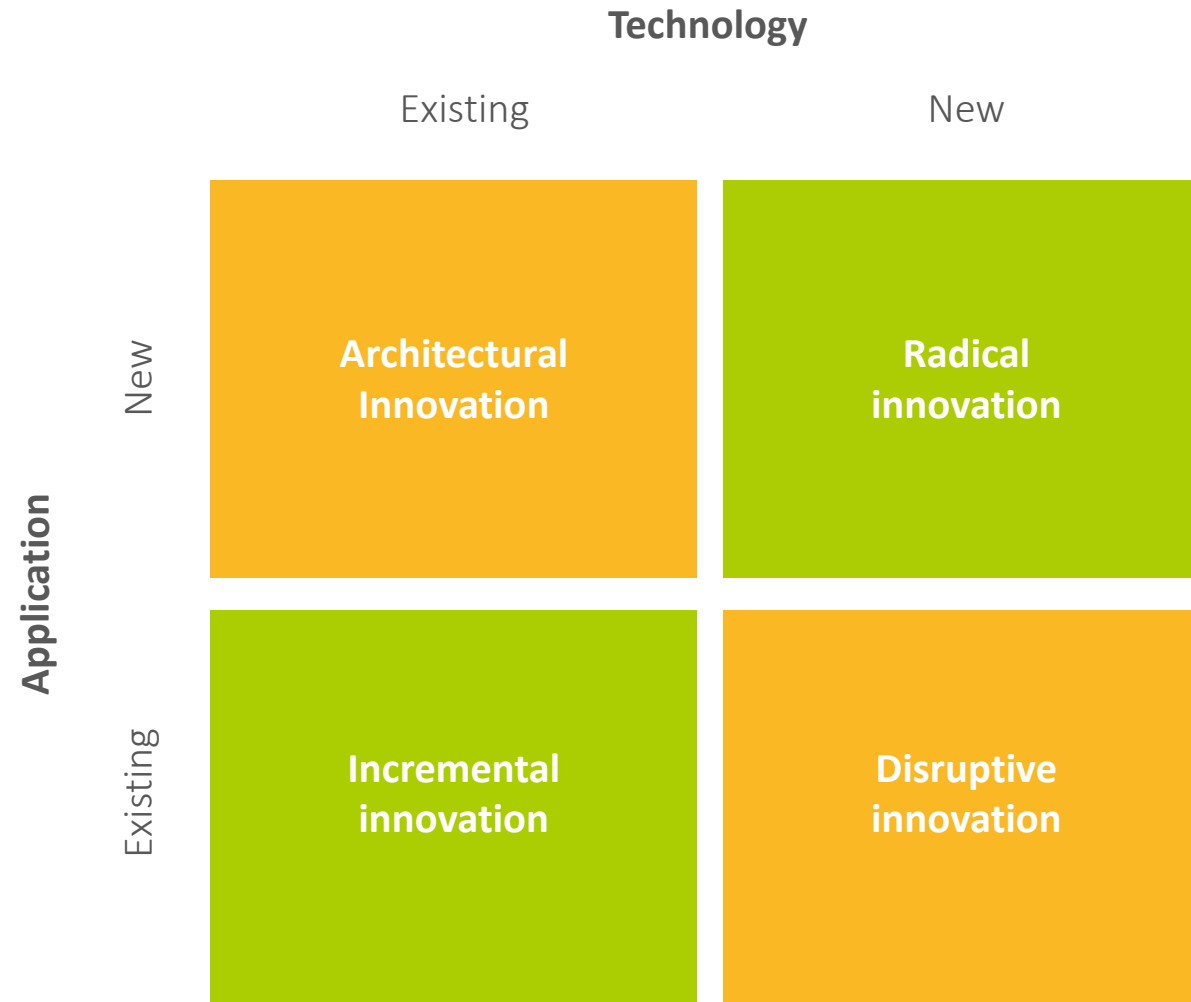 Technology
Existing
New
Application
New
Architectural
Innovation
Radical
innovation
Existing
Incremental
innovation
Disruptive
innovation